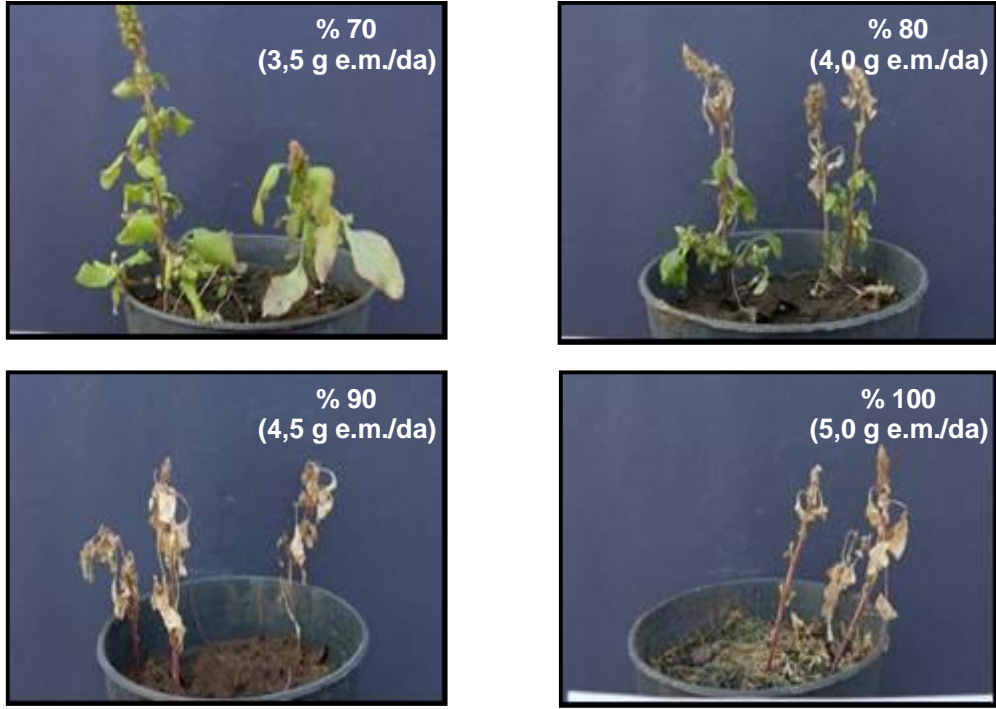 % 70
(3,5 g e.m./da)
% 80
(4,0 g e.m./da)
% 90
(4,5 g e.m./da)
% 100
(5,0 g e.m./da)